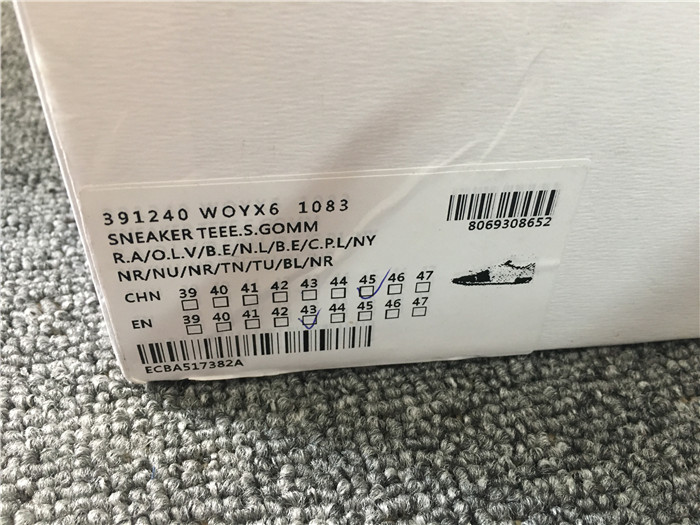 391240 WOYX6 1083
SNEAKER TEEE.S.GOMM
R.A/O.L.V/B.E/N.L/B.E/C.P.L/NY
NR/NU/NR/TN/TU/BL/NR
CHN 39 40 41 42 43 44 45 46 47
EN 39 40 41 42 43 44 45 46 47
ECBA517382A
8069308652